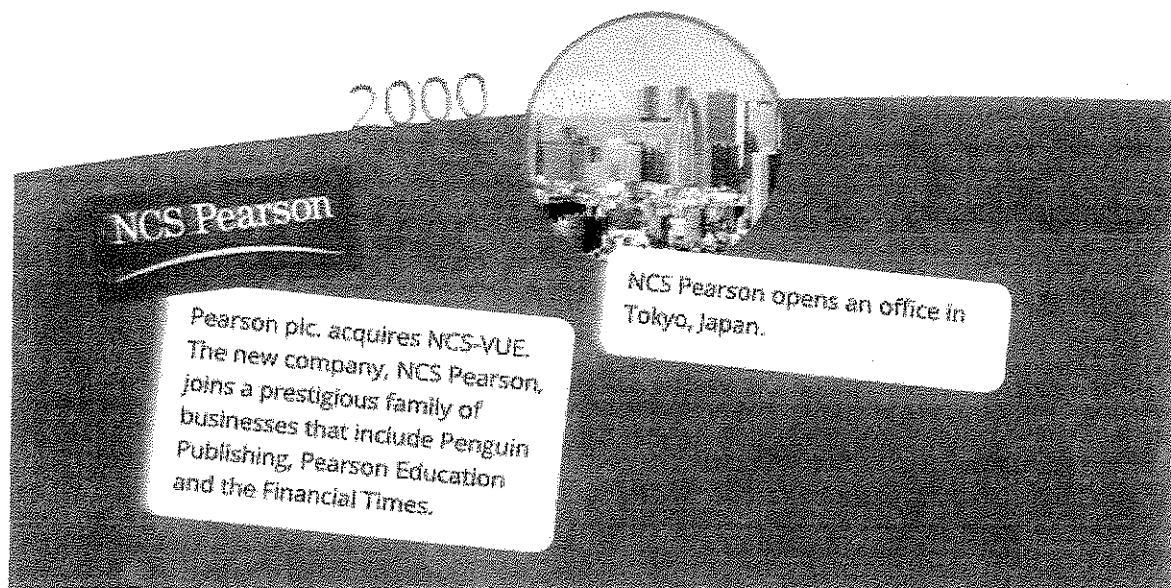 2000
NCS Pearson
Pearson plc. acquires NCS-VUE.
The new company, NCS Pearson,
joins a prestigious family of
businesses that include Penguin
Publishing, Pearson Education
and the Financial Times.
NCS Pearson opens an office in
Tokyo, Japan.